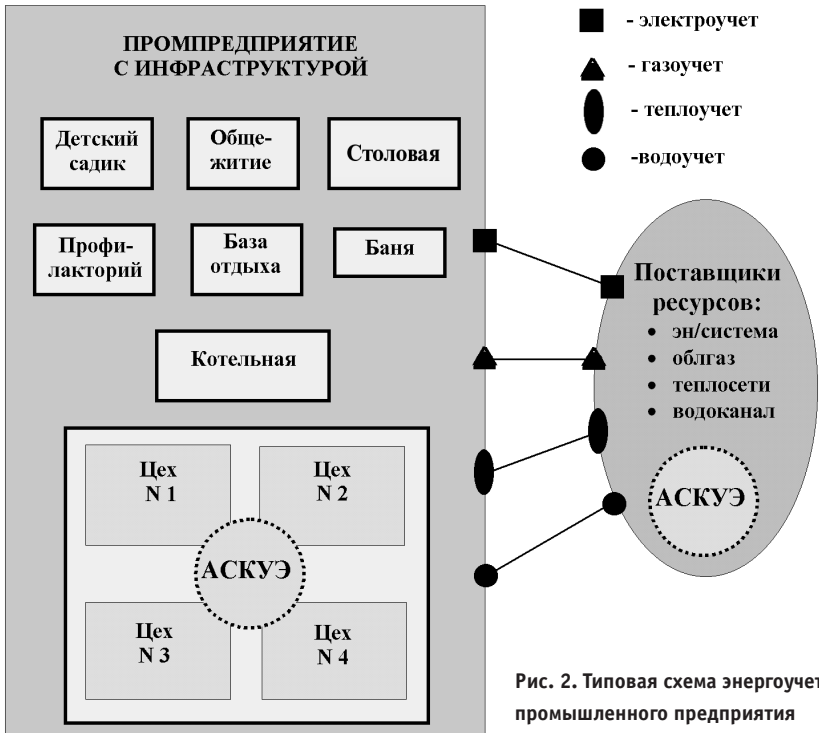 ПРОМПРЕДПРИЯТИЕ
С ИНФРАСТРУКТУРОЙ
Детский
садик
Обще-
житие
Столовая
Профи-
лакторий
База
отдыха
Баня
Котельная
Цех
N 1
Цех
N 2
АСКУЭ
Цех
N 3
Цех
N 4
- электроучет
- газоучет
- теплоучет
-водоучет
Поставщики
ресурсов:
• эн/система
• облгаз
• теплосети
• водоканал
АСКУЭ
Рис. 2. Типовая схема энергоучет
промышленного предприятия